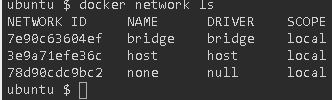 ubuntu $ docker network ls
NETWORK ID     NAME      DRIVER    SCOPE
7e90c63604ef   bridge    bridge    local
3e9a71efe36c   host      host      local
78d90cdc9bc2   none      null      local
ubuntu $